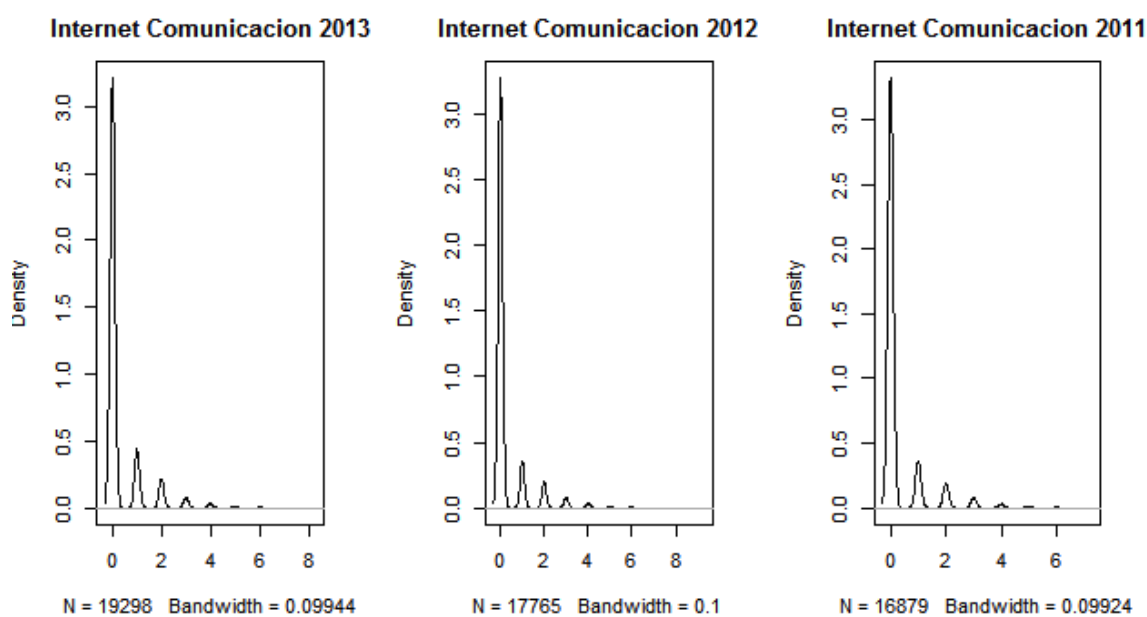 Internet Comunicacion 2013
Density
0.0 0.5 1.0 1.5 2.0 2.5 3.0
0 2 4 6 8
N = 19298 Bandwidth = 0.09944
Internet Comunicacion 2012
Density
0.0 0.5 1.0 1.5 2.0 2.5 3.0
0 2 4 6 8
N = 17765 Bandwidth = 0.1
Internet Comunicacion 2011
Density
0.0 0.5 1.0 1.5 2.0 2.5 3.0
0 2 4 6
N = 16879 Bandwidth = 0.09924